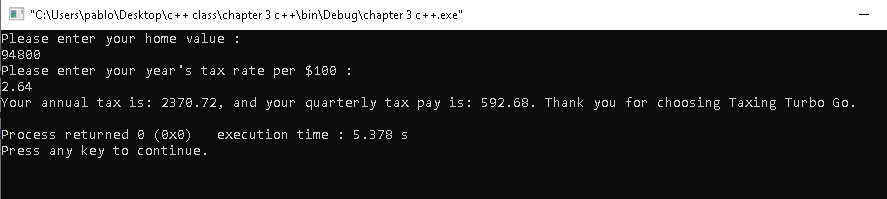 "C:\Users\pablo\Desktop\c++ class\chapter 3 c++\bin\Debug\chapter 3 c++.exe"
Please enter your home value :
94800
Please enter your year's tax rate per $100 :
2.64
Your annual tax is: 2370.72, and your quarterly tax pay is: 592.68. Thank you for choosing Taxing Turbo Go.
Process returned 0 (0x0)   execution time : 5.378 s
Press any key to continue.